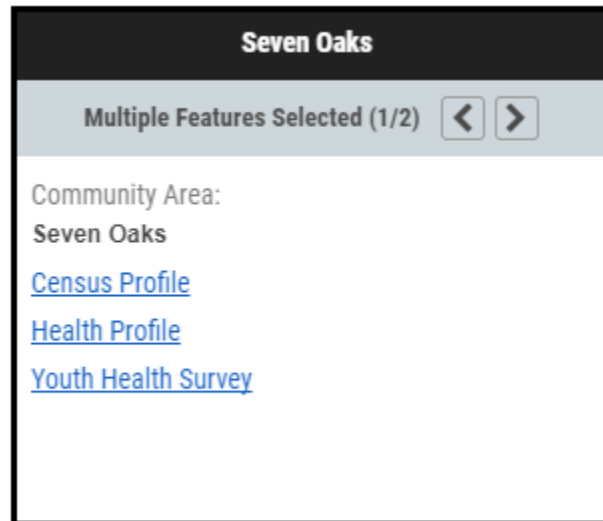 Seven Oaks
Multiple Features Selected (1/2)
Community Area:
Seven Oaks
Census Profile
Health Profile
Youth Health Survey